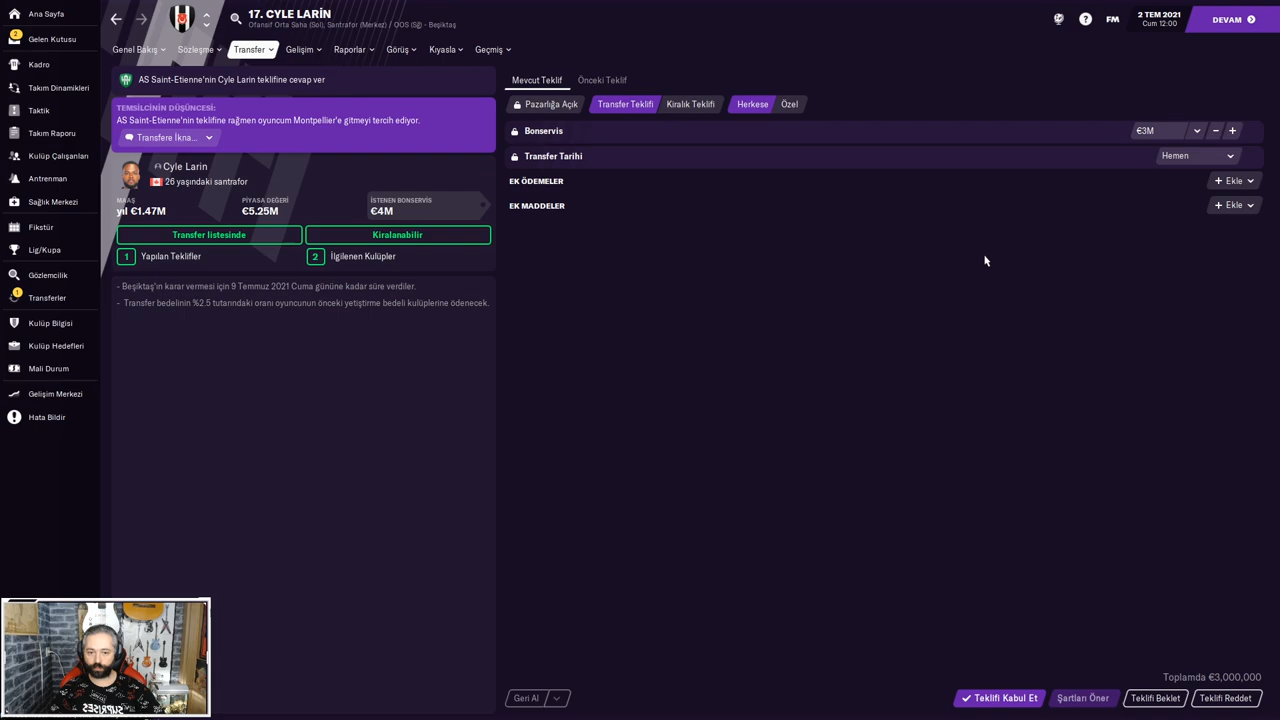 Ana Sayfa
2
Gelen Kutusu
Kadro
Takım Dinamikleri
Taktik
Takım Raporu
Kulüp Çalışanları
Antrenman
Sağlık Merkezi
Fikstür
Lig/Kupa
Gözlemcilik
1
Transferler
Kulüp Bilgisi
Kulüp Hedefleri
Mali Durum
Gelişim Merkezi
Hata Bildir
17. CYLE LARİN
Ofansif Orta Saha (Sol), Santrafor (Merkez) / OOS (Sğ) - Beşiktaş
FM
2 TEM 2021
Cum 12:00
DEVAM
Genel Bakış
Sözleşme
Transfer
Gelişim
Raporlar
Görüş
Kıyasla
Geçmiş
AS Saint-Etienne'nin Cyle Larin teklifine cevap ver
TEMSİLCİNİN DÜŞÜNCESİ:
AS Saint-Etienne'nin teklifine rağmen oyuncum Montpellier'e gitmeyi tercih ediyor.
Transfere İkna...
Cyle Larin
26 yaşındaki santrafor
MAAŞ
yıl €1.47M
PİYASA DEĞERİ
€5.25M
İSTENEN BONSERVİS
€4M
Transfer listesinde
Kiralanabilir
1 Yapılan Teklifler
2 İlgilenen Kulüpler
- Beşiktaş'ın karar vermesi için 9 Temmuz 2021 Cuma gününe kadar süre verdiler.
- Transfer bedelinin %2.5 tutarındaki oranı oyuncunun önceki yetiştirme bedeli kulüplerine ödenecek.
Mevcut Teklif
Önceki Teklif
Pazarlığa Açık
Transfer Teklifi
Kiralık Teklifi
Herkese
Özel
Bonservis
€3M
Transfer Tarihi
Hemen
EK ÖDEMELER
+ Ekle
EK MADDELER
+ Ekle
Toplamda €3,000,000
Geri Al
Teklifi Kabul Et
Şartları Öner
Teklifi Beklet
Teklifi Reddet